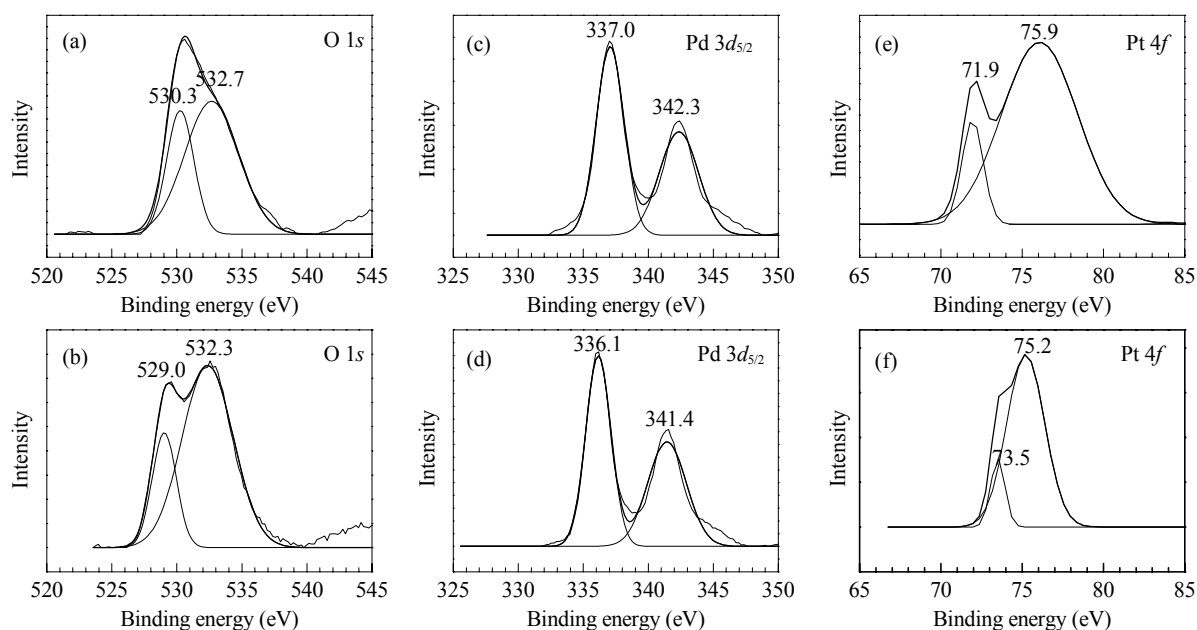 (a)
O 1s
530.3
532.7
Intensity
520 525 530 535 540 545
Binding energy (eV)
(c)
Pd 3d5/2
337.0
342.3
Intensity
325 330 335 340 345 350
Binding energy (eV)
(e)
Pt 4f
71.9
75.9
Intensity
65 70 75 80 85
Binding energy (eV)
(b)
O 1s
529.0
532.3
Intensity
520 525 530 535 540 545
Binding energy (eV)
(d)
Pd 3d5/2
336.1
341.4
Intensity
325 330 335 340 345 350
Binding energy (eV)
(f)
Pt 4f
75.2
73.5
Intensity
65 70 75 80 85
Binding energy (eV)